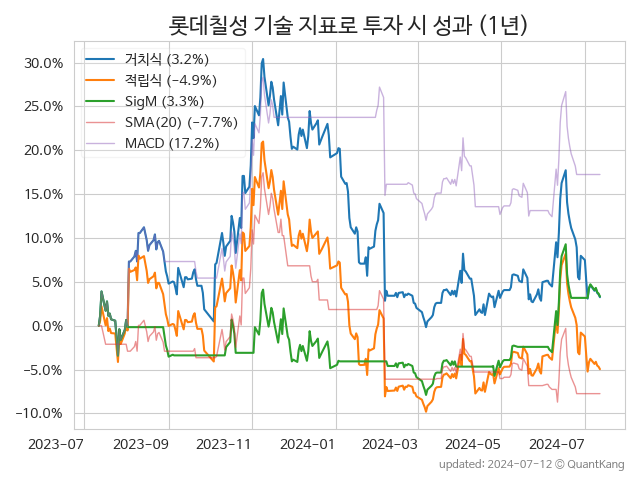 롯데칠성 기술 지표로 투자 시 성과 (1년)
거치식 (3.2%)
적립식 (−4.9%)
SigM (3.3%)
SMA(20) (−7.7%)
MACD (17.2%)
30.0%
25.0%
20.0%
15.0%
10.0%
5.0%
0.0%
−5.0%
−10.0%
2023-07 2023-09 2023-11 2024-01 2024-03 2024-05 2024-07
updated: 2024-07-12 © QuantKang